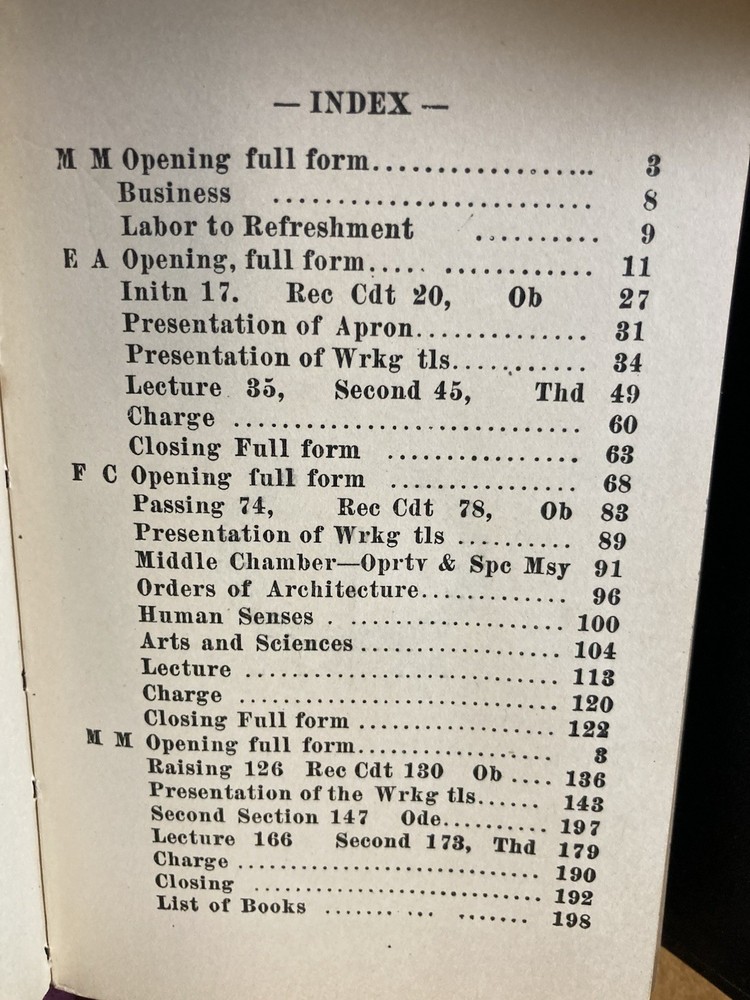 — INDEX —
M M Opening full form.................... 3
Business ......................... 8
Labor to Refreshment .......... 9
E A Opening, full form..... ............ 11
Initn 17. Rec Cdt 20, Ob 27
Presentation of Apron.............. 31
Presentation of Wrkg tls........... 34
Lecture 35, Second 45, Thd 49
Charge ............................ 60
Closing Full form ............... 63
F C Opening full form ............... 68
Passing 74, Rec Cdt 78, Ob 83
Presentation of Wrkg tls .......... 89
Middle Chamber—Oprtv & Spc Msy 91
Orders of Architecture............. 96
Human Senses . ................... 100
Arts and Sciences .................. 104
Lecture ............................ 113
Charge ............................ 120
Closing Full form .................. 122
M M Opening full form................. 3
Raising 126 Rec Cdt 130 Ob .... 136
Presentation of the Wrkg tls...... 143
Second Section 147 Ode.......... 197
Lecture 166 Second 173, Thd 179
Charge ............................ 190
Closing ........................... 192
List of Books ....... ... ....... 198